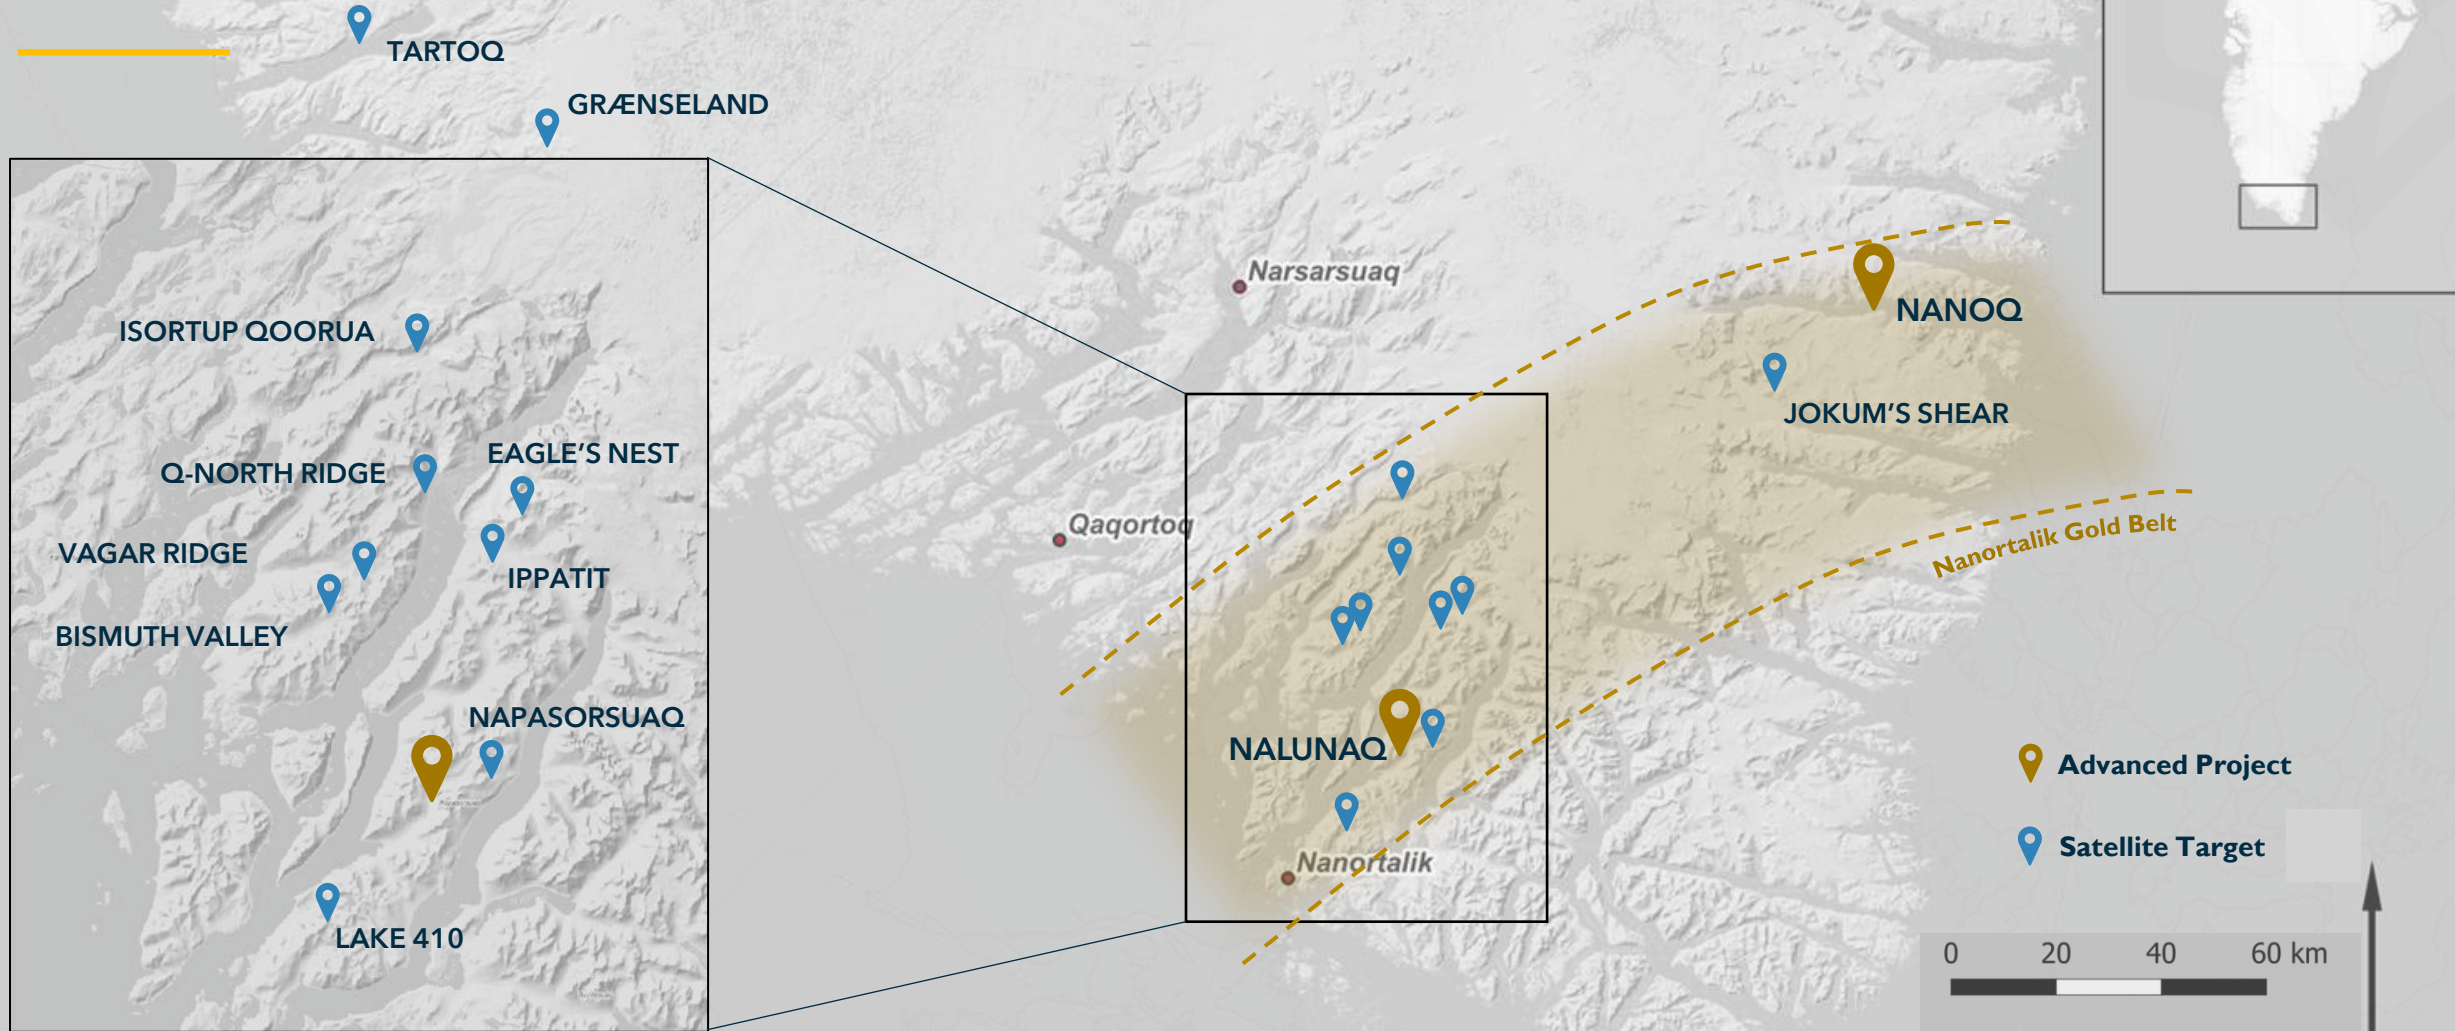 TARTOQ
GRÆNSELAND
ISORTUP QOORUA
EAGLE’S NEST
Q-NORTH RIDGE
VAGAR RIDGE
IPPATIT
BISMUTH VALLEY
NAPASORSUAQ
LAKE 410
Narsarsuaq
NANOQ
JOKUM’S SHEAR
Qaqortoq
Nanortalik Gold Belt
NALUNAQ
Nanortalik
Advanced Project
Satellite Target
0 20 40 60 km